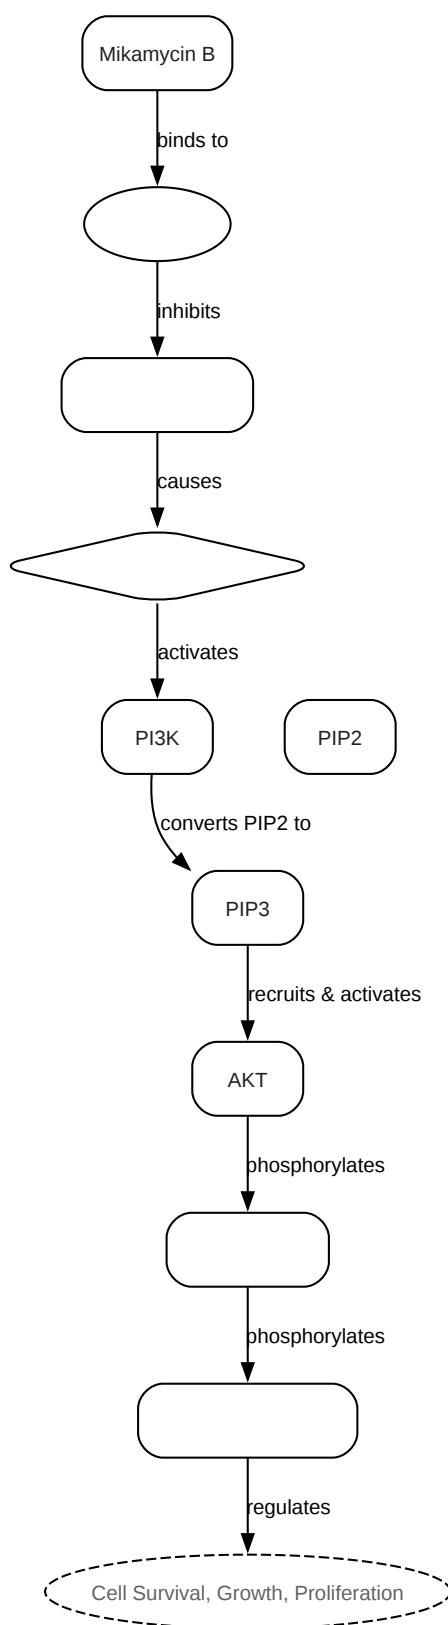 Mikamycin B
binds to
inhibits
causes
activates
PI3K
PIP2
converts PIP2 to
PIP3
recruits & activates
AKT
phosphorylates
phosphorylates
regulates
Cell Survival, Growth, Proliferation